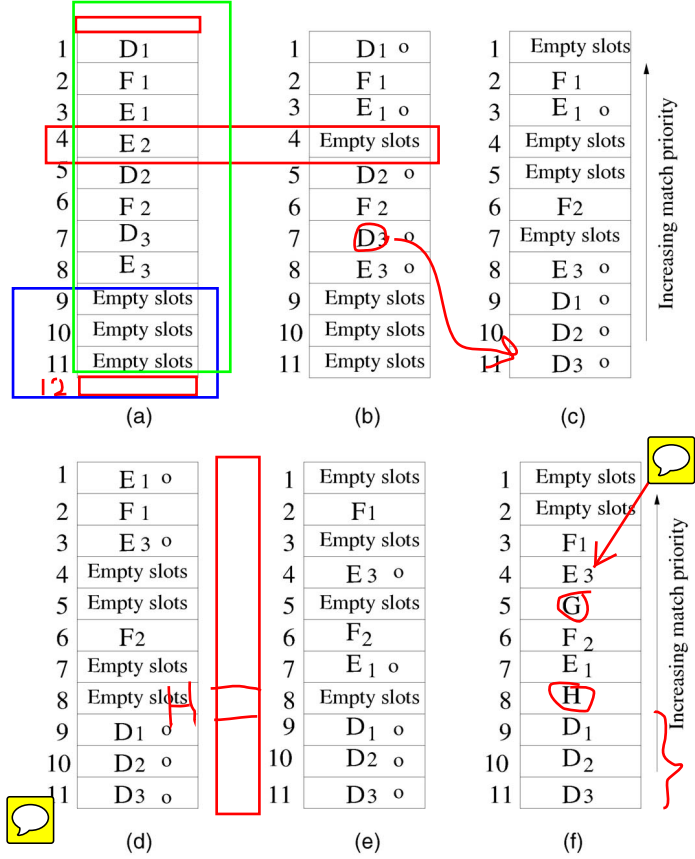 1 D1
2 F1
3 E1
4 E2
5 D2
6 F2
7 D3
8 E3
9 Empty slots
10 Empty slots
11 Empty slots
12
(a)
1 D1 o
2 F1
3 E1 o
4 Empty slots
5 D2 o
6 F2
7 D3 o
8 E3 o
9 Empty slots
10 Empty slots
11 Empty slots
(b)
1 Empty slots
2 F1
3 E1 o
4 Empty slots
5 Empty slots
6 F2
7 Empty slots
8 E3 o
9 D1 o
10 D2 o
11 D3 o
(c)
Increasing match priority
1 E1 o
2 F1
3 E3 o
4 Empty slots
5 Empty slots
6 F2
7 Empty slots
8 Empty slots
H
9 D1 o
10 D2 o
11 D3 o
(d)
1 Empty slots
2 F1
3 Empty slots
4 E3 o
5 Empty slots
6 F2
7 E1 o
8 Empty slots
9 D1 o
10 D2 o
11 D3 o
(e)
1 Empty slots
2 Empty slots
3 F1
4 E3
5 G
6 F2
7 E1
8 H
9 D1
10 D2
11 D3
(f)
Increasing match priority